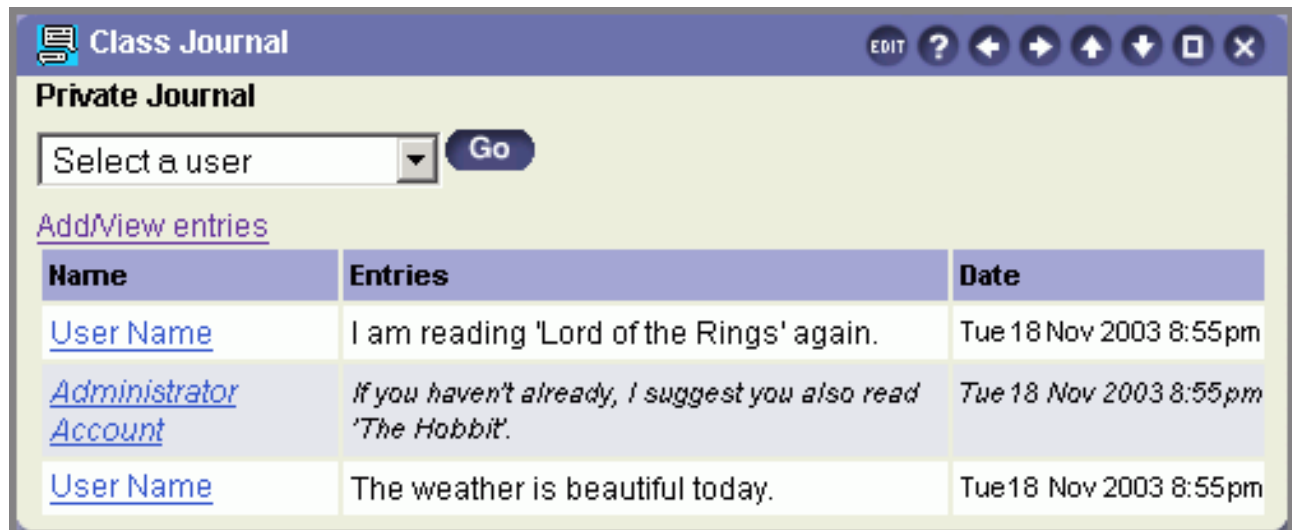 Class Journal EDIT ?
Private Journal
Select a user Go
Add/View entries
Name Entries Date
User Name I am reading 'Lord of the Rings' again. Tue 18 Nov 2003 8:55pm
Administrator If you haven't already, I suggest you also read Tue 18 Nov 2003 8:55pm
Account 'The Hobbit'.
User Name The weather is beautiful today. Tue 18 Nov 2003 8:55pm